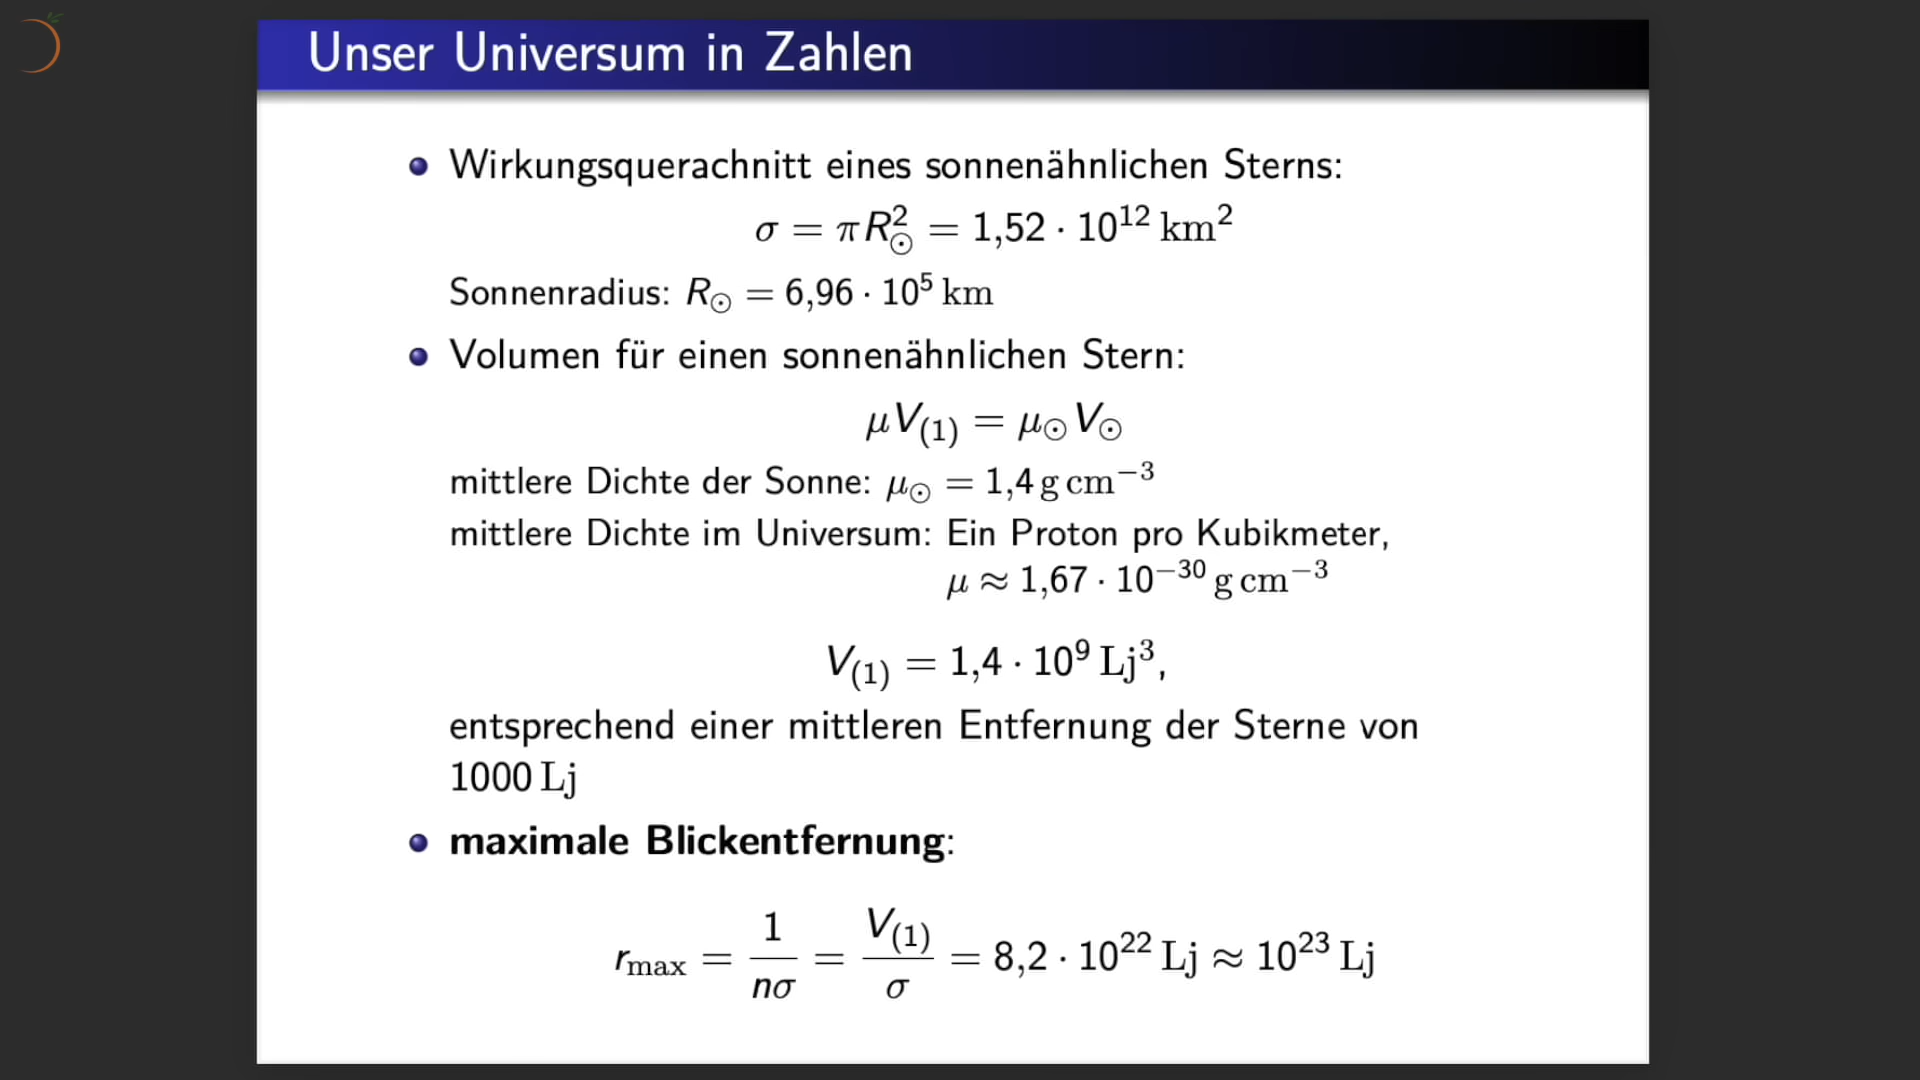 Unser Universum in Zahlen
Wirkungsquerachnitt eines sonnenähnlichen Sterns:
σ = πR²⊙ = 1,52 · 10¹² km²
Sonnenradius: R⊙ = 6,96 · 10⁵ km
Volumen für einen sonnenähnlichen Stern:
μV₍₁₎ = μ⊙V⊙
mittlere Dichte der Sonne: μ⊙ = 1,4 g cm⁻³
mittlere Dichte im Universum: Ein Proton pro Kubikmeter,
μ ≈ 1,67 · 10⁻³⁰ g cm⁻³
V₍₁₎ = 1,4 · 10⁹ Lj³,
entsprechend einer mittleren Entfernung der Sterne von
1000 Lj
maximale Blickentfernung:
r_max = 1/nσ = V₍₁₎/σ = 8,2 · 10²² Lj ≈ 10²³ Lj